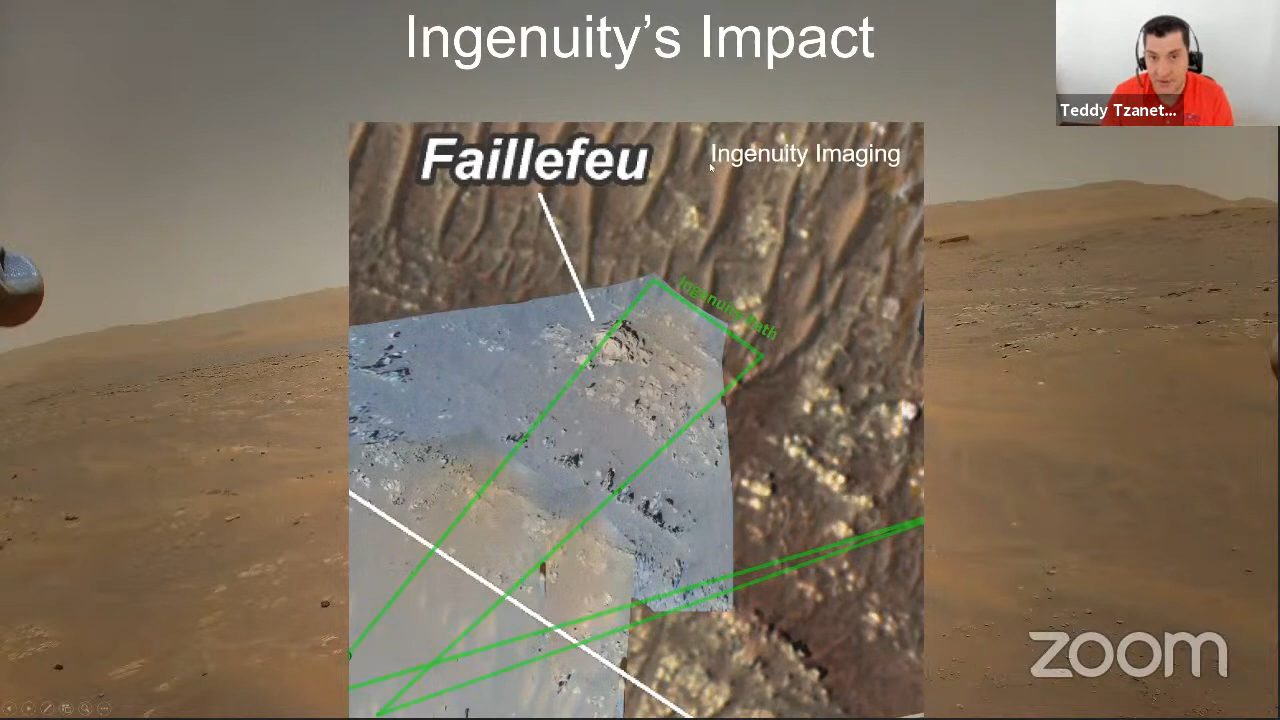 Ingenuity's Impact
Teddy Tzanet...
Faillefeu
Ingenuity Imaging
Ingenuity Path
zoom